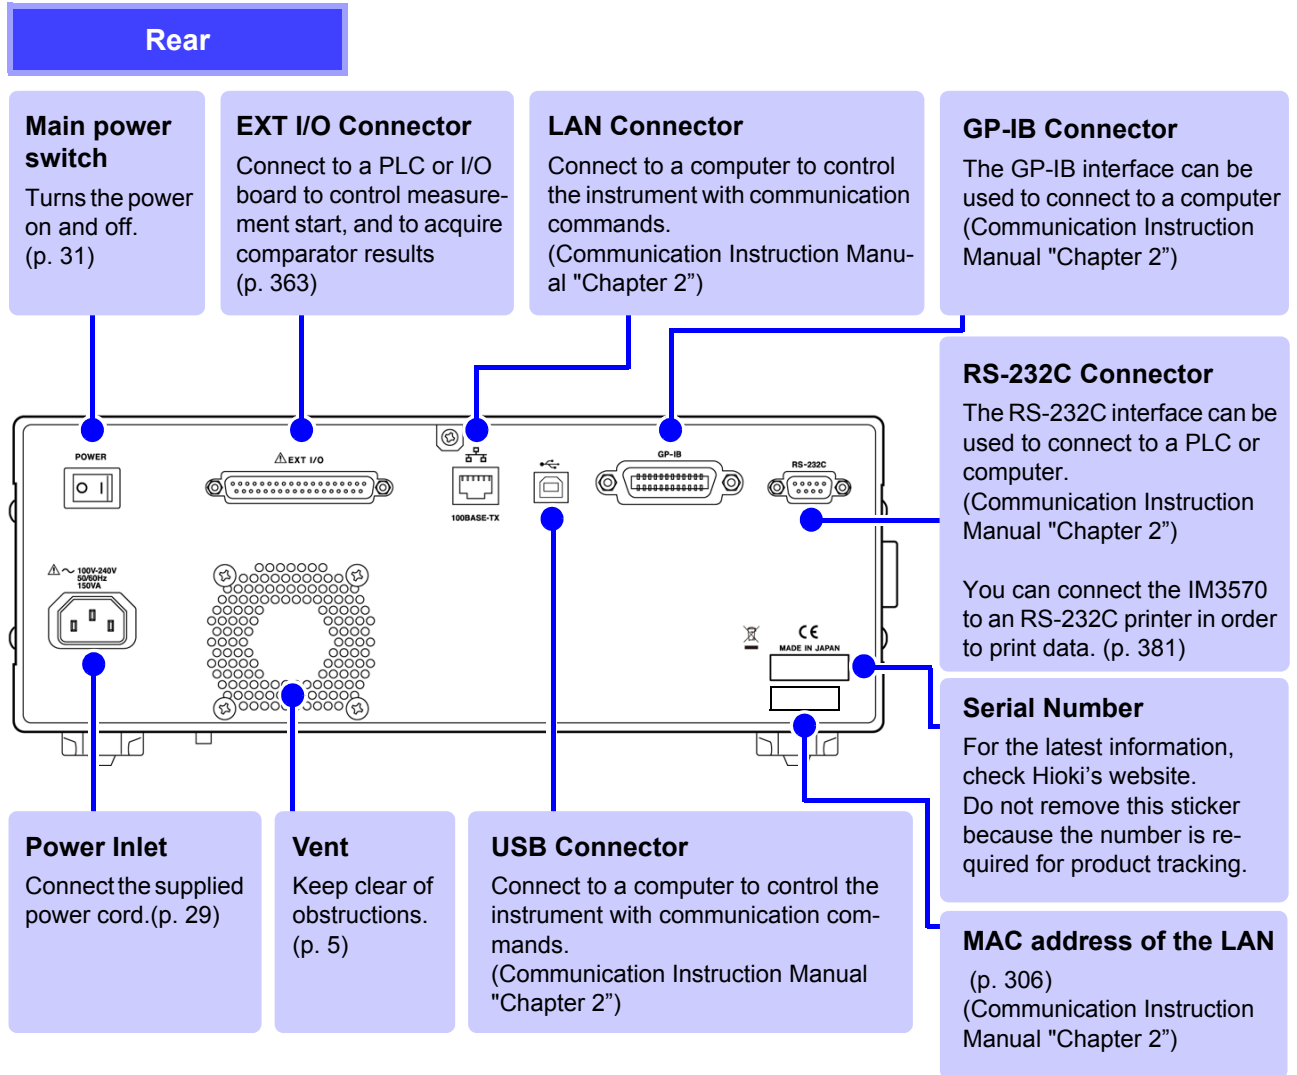 Rear
Main power
switch
Turns the power
on and off.
(p. 31)
EXT I/O Connector
Connect to a PLC or I/O
board to control measure-
ment start, and to acquire
comparator results
(p. 363)
LAN Connector
Connect to a computer to control
the instrument with communication
commands.
(Communication Instruction Manu-
al "Chapter 2”)
GP-IB Connector
The GP-IB interface can be
used to connect to a computer
(Communication Instruction
Manual "Chapter 2”)
RS-232C Connector
The RS-232C interface can be
used to connect to a PLC or
computer.
(Communication Instruction
Manual "Chapter 2”)
You can connect the IM3570
to an RS-232C printer in order
to print data. (p. 381)
POWER
EXT I/O
100BASE-TX
GP-IB
RS-232C
100V-240V
50/60Hz
150VA
CE
MADE IN JAPAN
Serial Number
For the latest information,
check Hioki's website.
Do not remove this sticker
because the number is re-
quired for product tracking.
Power Inlet
Connect the supplied
power cord.(p. 29)
Vent
Keep clear of
obstructions.
(p. 5)
USB Connector
Connect to a computer to control the
instrument with communication com-
mands.
(Communication Instruction Manual
"Chapter 2”)
MAC address of the LAN
(p. 306)
(Communication Instruction
Manual "Chapter 2”)